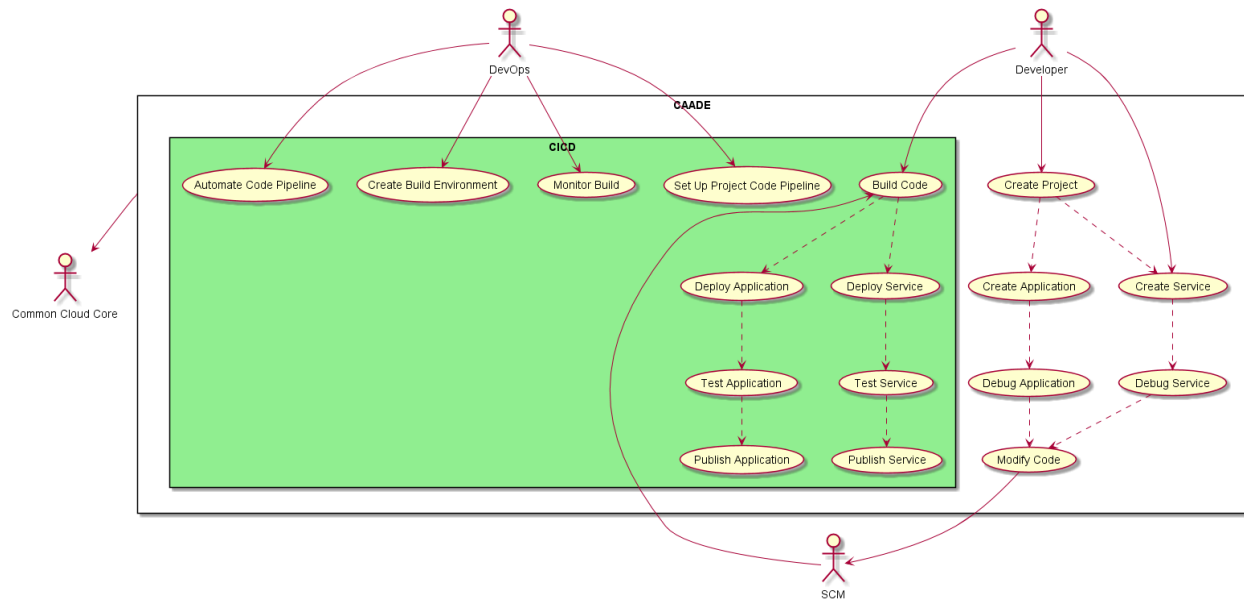 DevOps
Developer
CAADE
CICD
Automate Code Pipeline
Create Build Environment
Monitor Build
Set Up Project Code Pipeline
Build Code
Create Project
Common Cloud Core
Deploy Application
Deploy Service
Create Application
Create Service
Test Application
Test Service
Debug Application
Debug Service
Publish Application
Publish Service
Modify Code
SCM